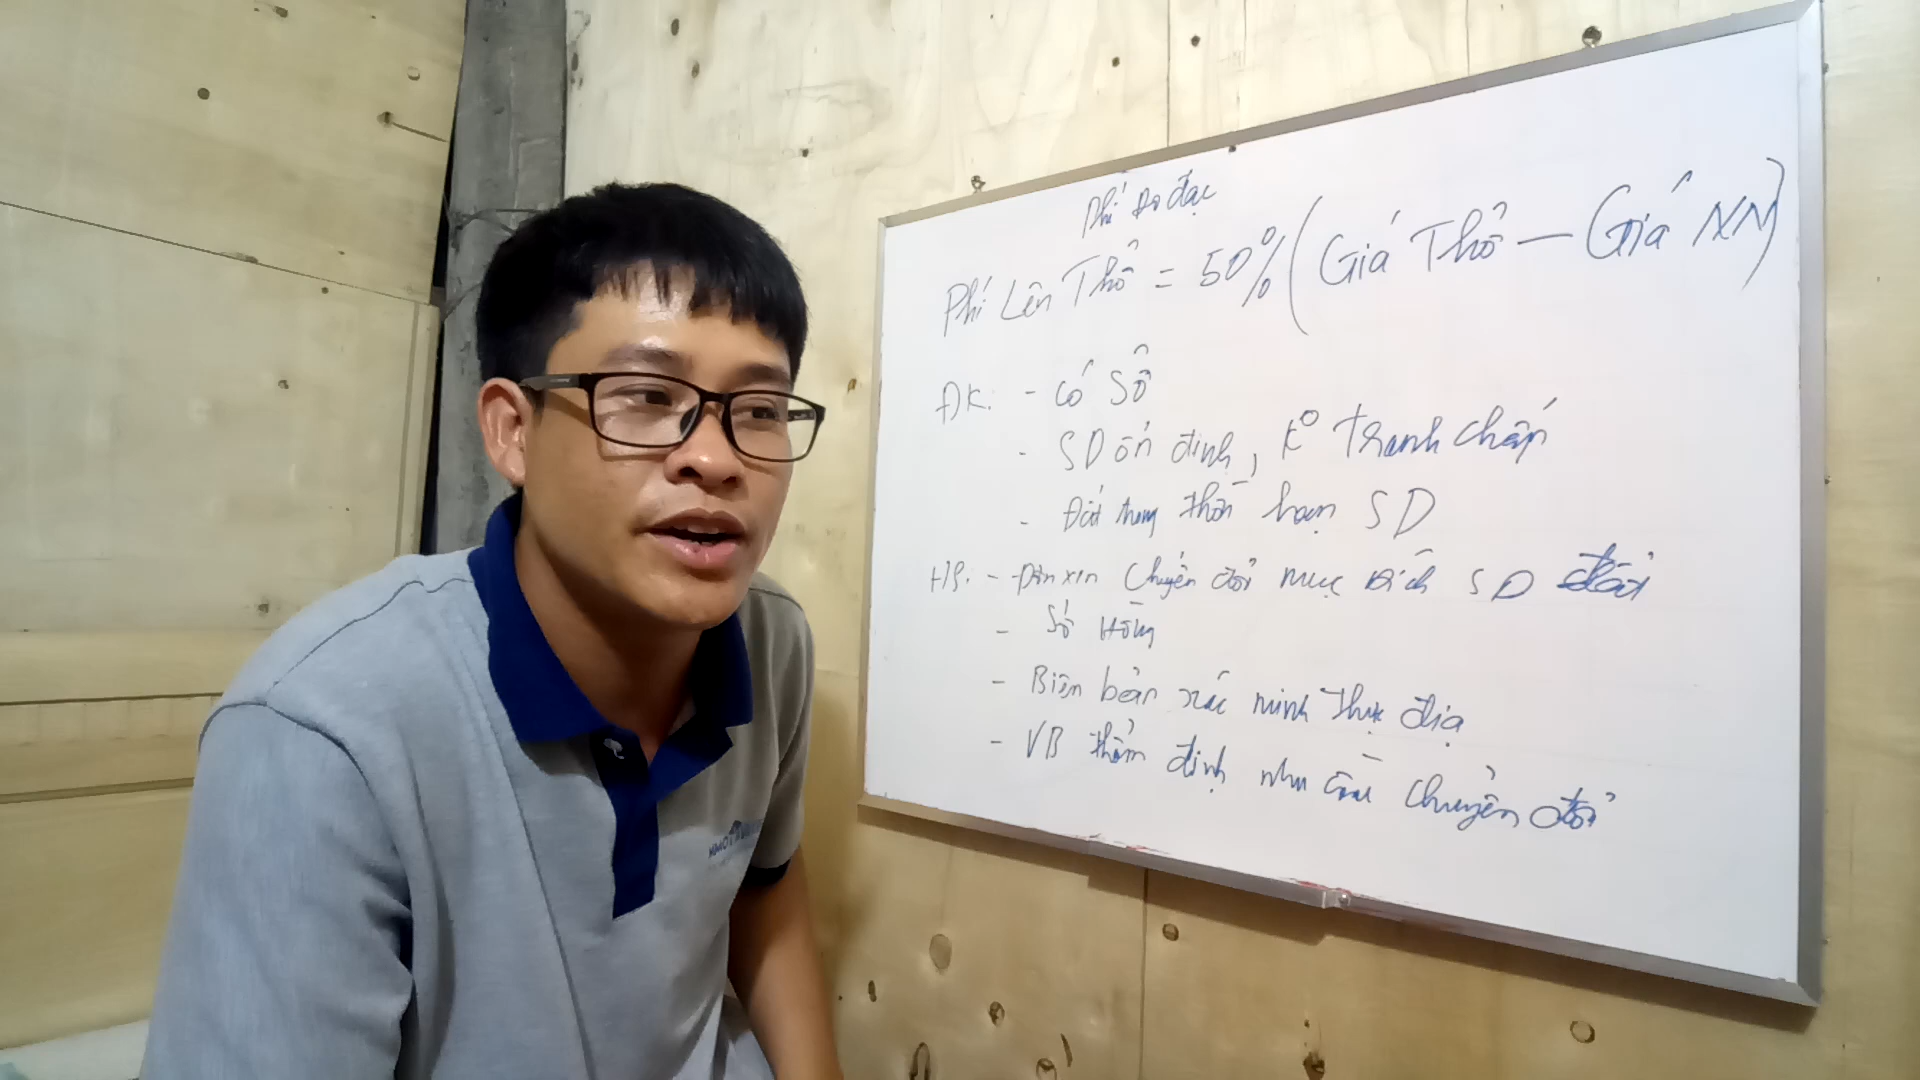 Phí Đo đạc
Phí Lên Thổ = 50% (Giá Thổ — Giá NN)
ĐK: - Có Sổ
- SD ổn định, K° tranh chấp
- Đất trong thời hạn SD
HS: - Đơn xin chuyển đổi mục đích SD đất
- Sổ Hồng
- Biên bản xác minh thực địa
- VB thẩm định nhu cầu chuyển đổi